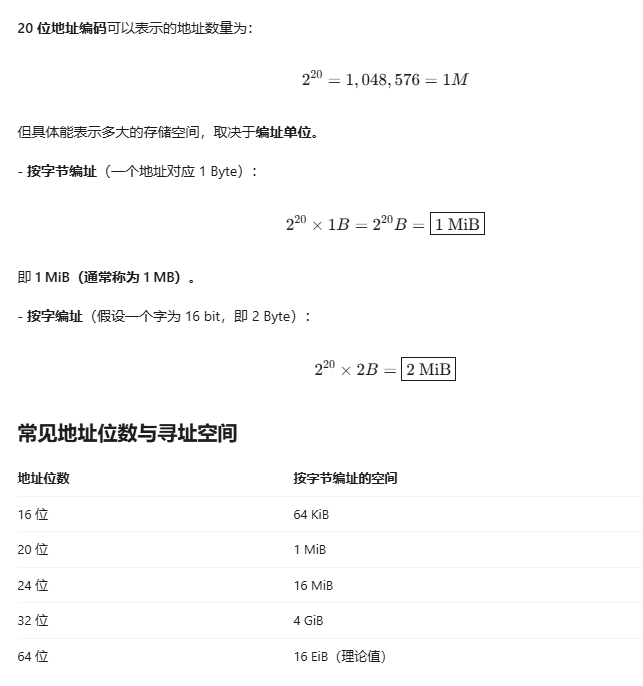 20 位地址编码可以表示的地址数量为：
2^20 = 1,048,576 = 1M
但具体能表示多大的存储空间，取决于编址单位。
- 按字节编址（一个地址对应 1 Byte）：
2^20 × 1B = 2^20 B = 1 MiB
即 1 MiB（通常称为 1 MB）。
- 按字编址（假设一个字为 16 bit，即 2 Byte）：
2^20 × 2B = 2 MiB
常见地址位数与寻址空间
地址位数 按字节编址的空间
16 位 64 KiB
20 位 1 MiB
24 位 16 MiB
32 位 4 GiB
64 位 16 EiB（理论值）